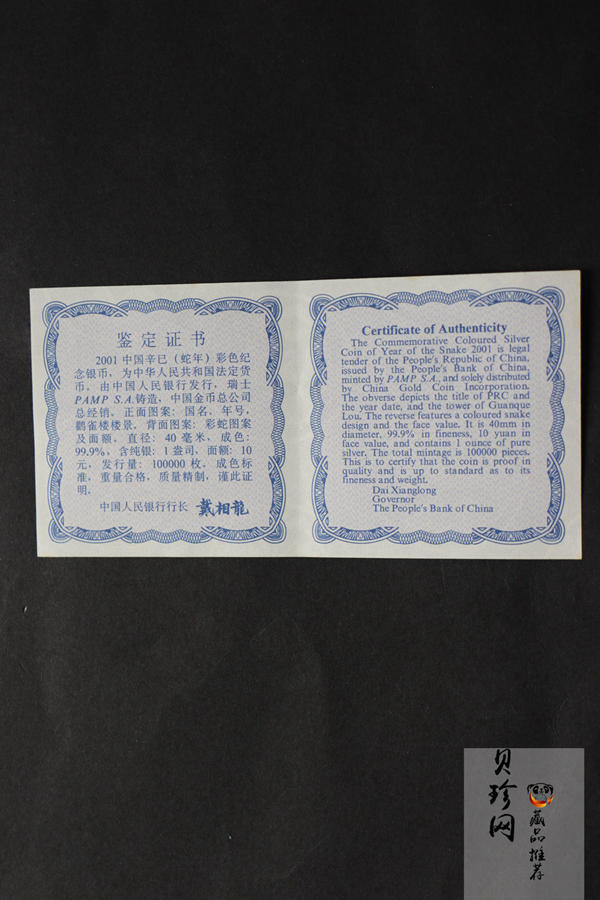 鉴定证书
2001中国辛巳（蛇年）彩色纪
念银币，为中华人民共和国法定货
币。由中国人民银行发行，瑞士
PAMP S.A.铸造，中国金币总公司
总经销。正面图案：国名、年号，
鹳雀楼楼景，背面图案：彩蛇图案
及面额，直径：40毫米，成色：
99.9%，含纯银：1盎司，面额：10
元，发行量：100000枚，成色标
准，重量合格，质量精制，谨此证
明。
中国人民银行行长 戴相龍
Certificate of Authenticity
The Commemorative Coloured Silver
Coin of Year of the Snake 2001 is legal
tender of the People's Republic of China,
issued by the People's Bank of China,
minted by PAMP S.A., and solely distributed
by China Gold Coin Incorporation.
The obverse depicts the title of PRC and
the year date, and the tower of Guanque
Lou. The reverse features a coloured snake
design and the face value. It is 40mm in
diameter, 99.9% in fineness, 10 yuan in
face value, and contains 1 ounce of pure
silver. The total mintage is 100000 pieces.
This is to certify that the coin is proof in
quality and is up to standard as to its
fineness and weight.
Dai Xianglong
Governor
The People's Bank of China
贝珍网
藏品推荐